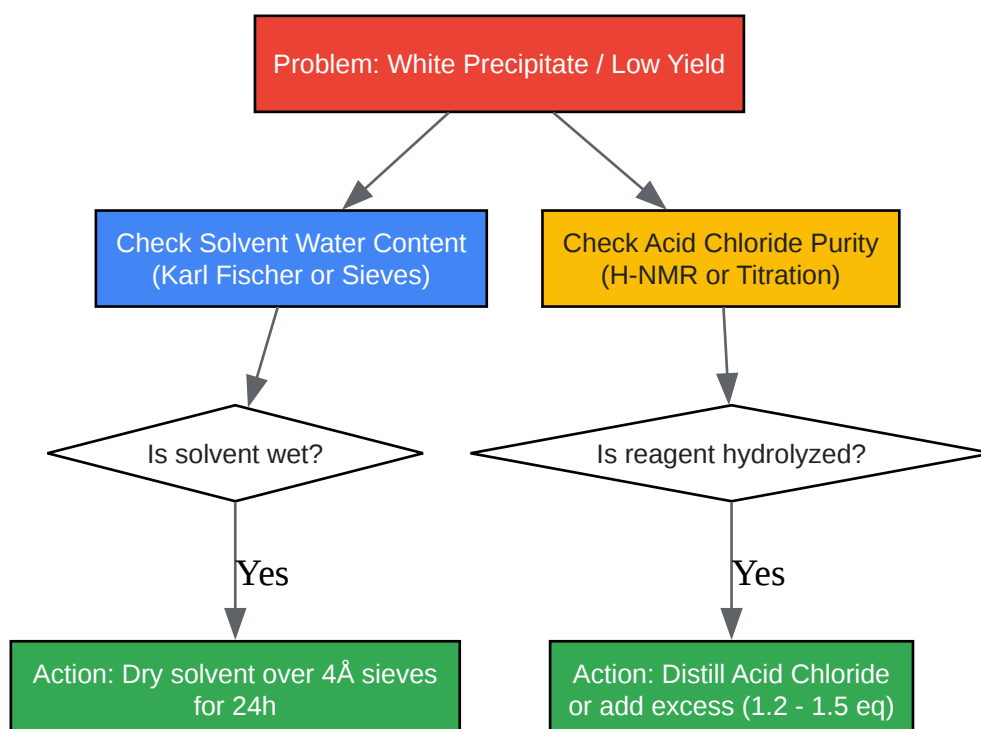 Problem: White Precipitate / Low Yield
Check Solvent Water Content
(Karl Fischer or Sieves)
Check Acid Chloride Purity
(H-NMR or Titration)
Is solvent wet?
Is reagent hydrolyzed?
Yes
Yes
Action: Dry solvent over 4Å sieves
for 24h
Action: Distill Acid Chloride
or add excess (1.2 - 1.5 eq)